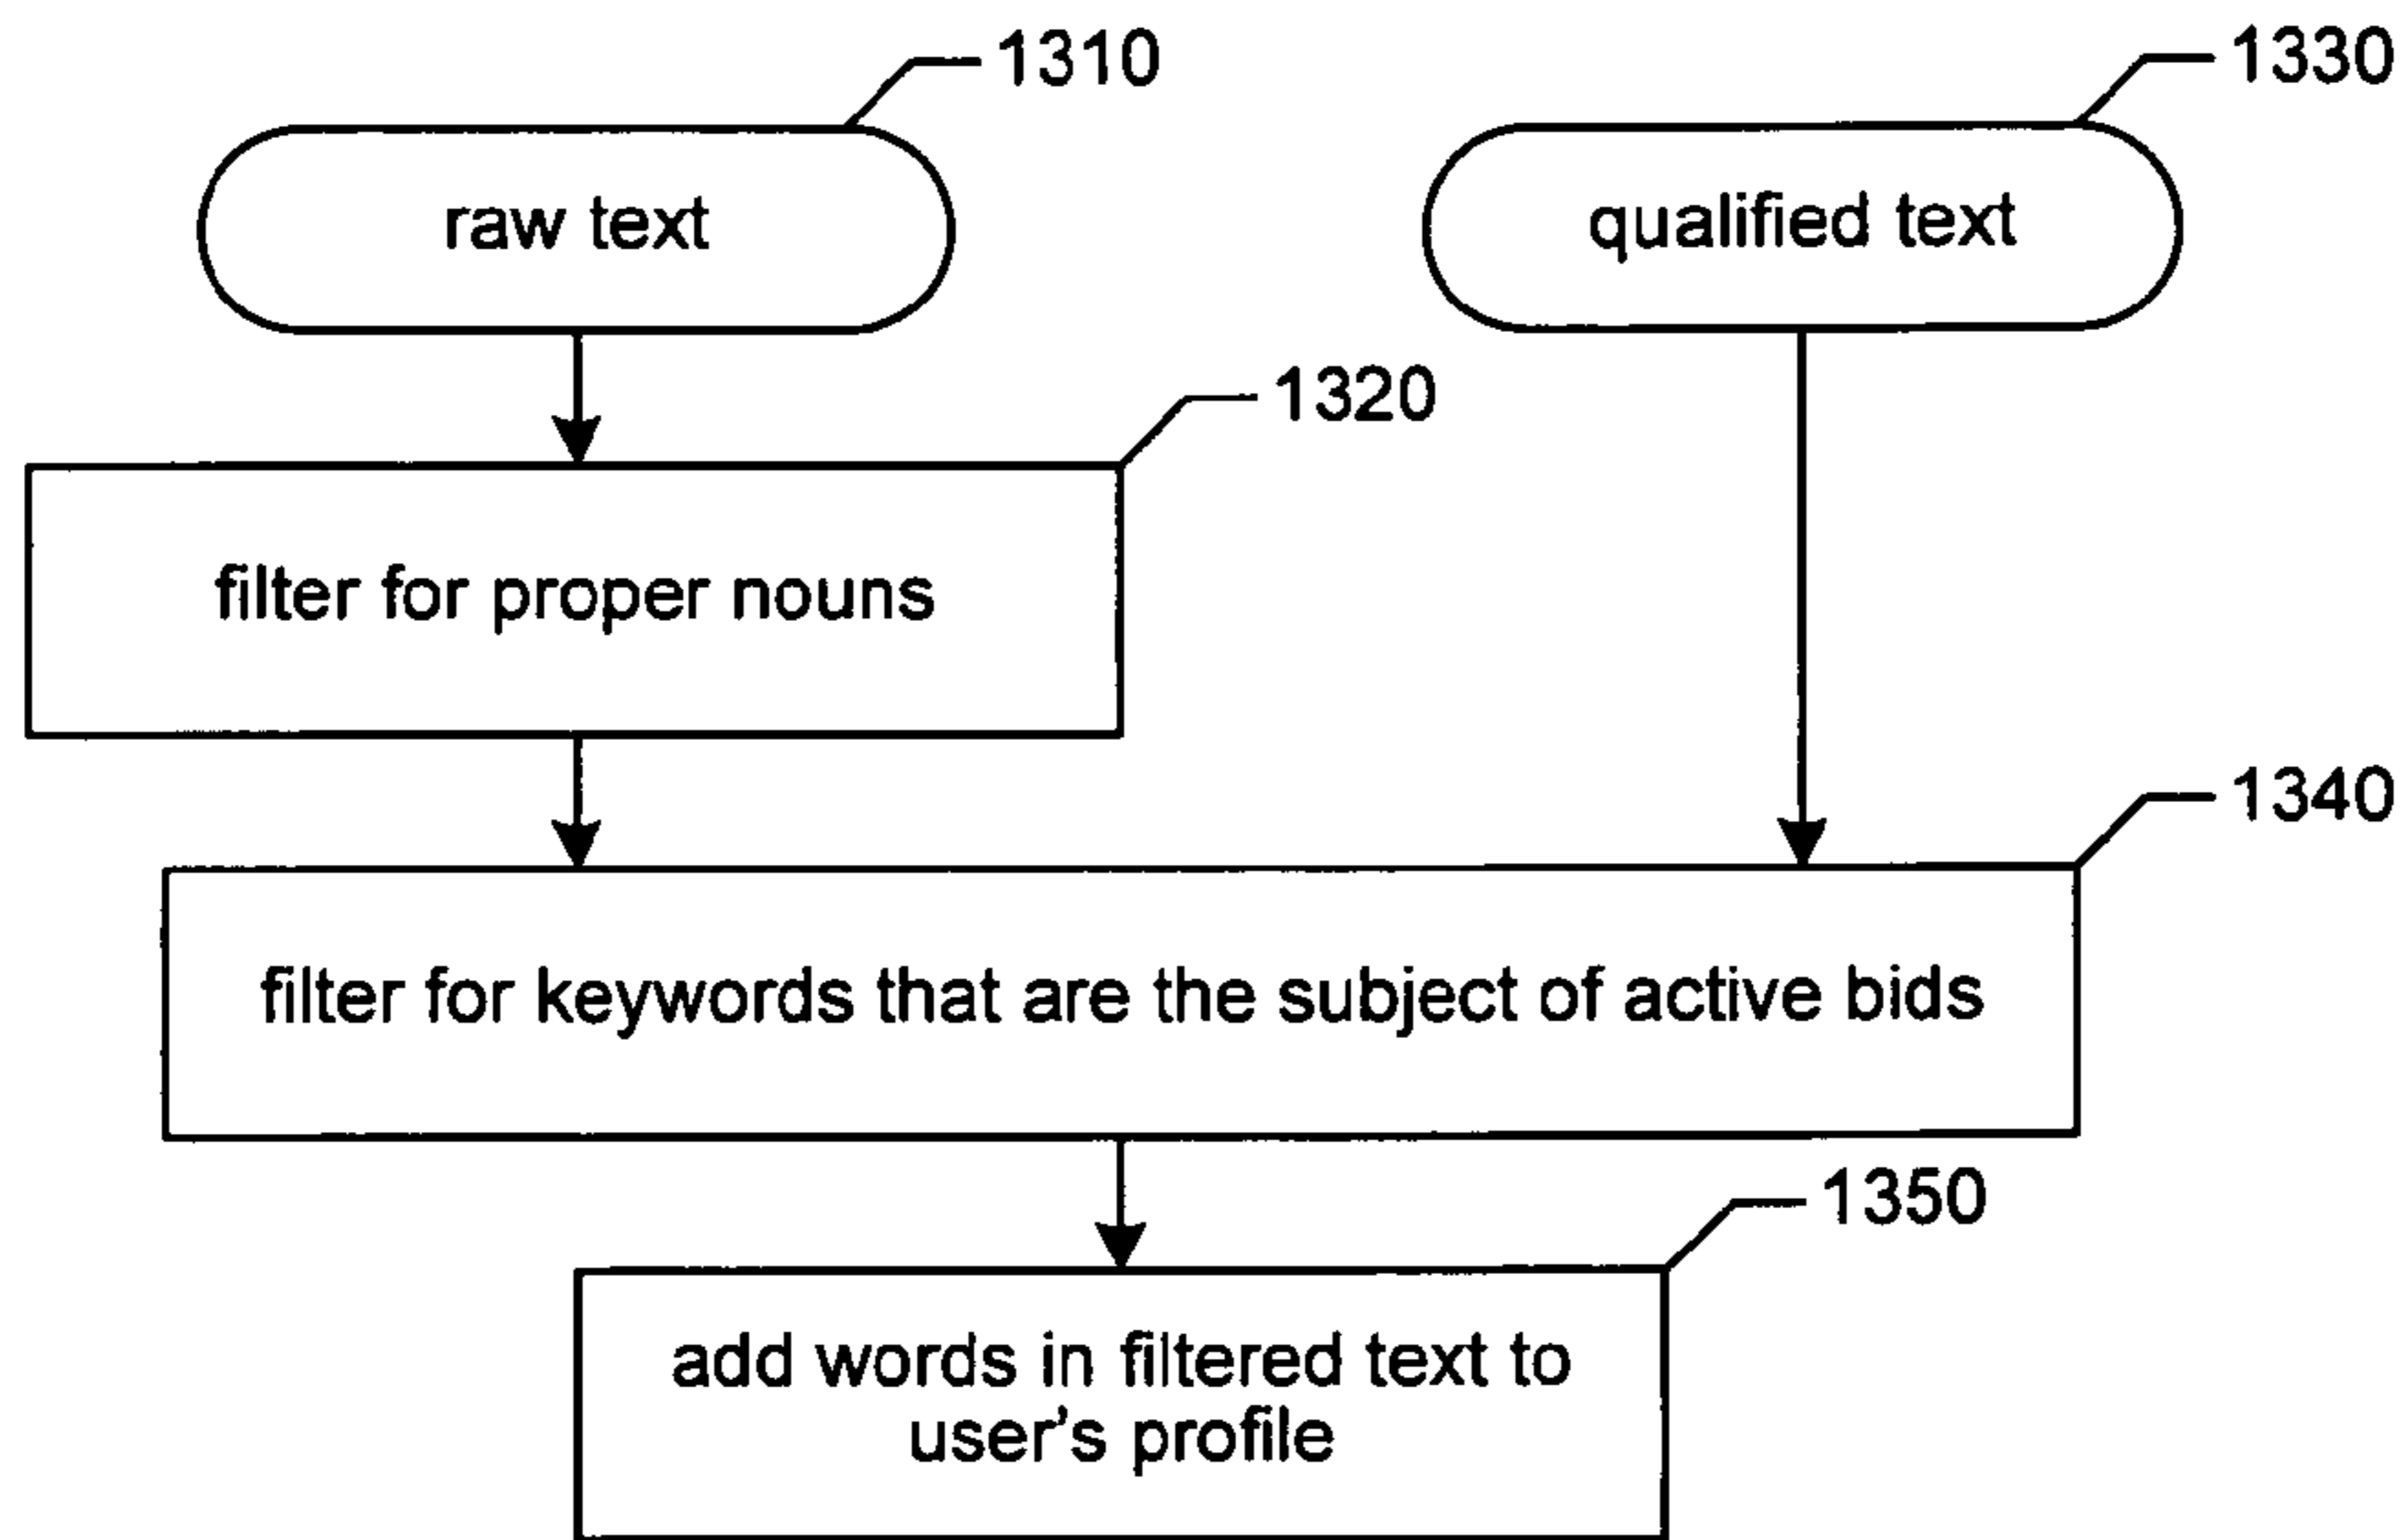 1310
1330
raw text
qualified text
1320
filter for proper nouns
1340
filter for keywords that are the subject of active bids
1350
add words in filtered text to
user's profile